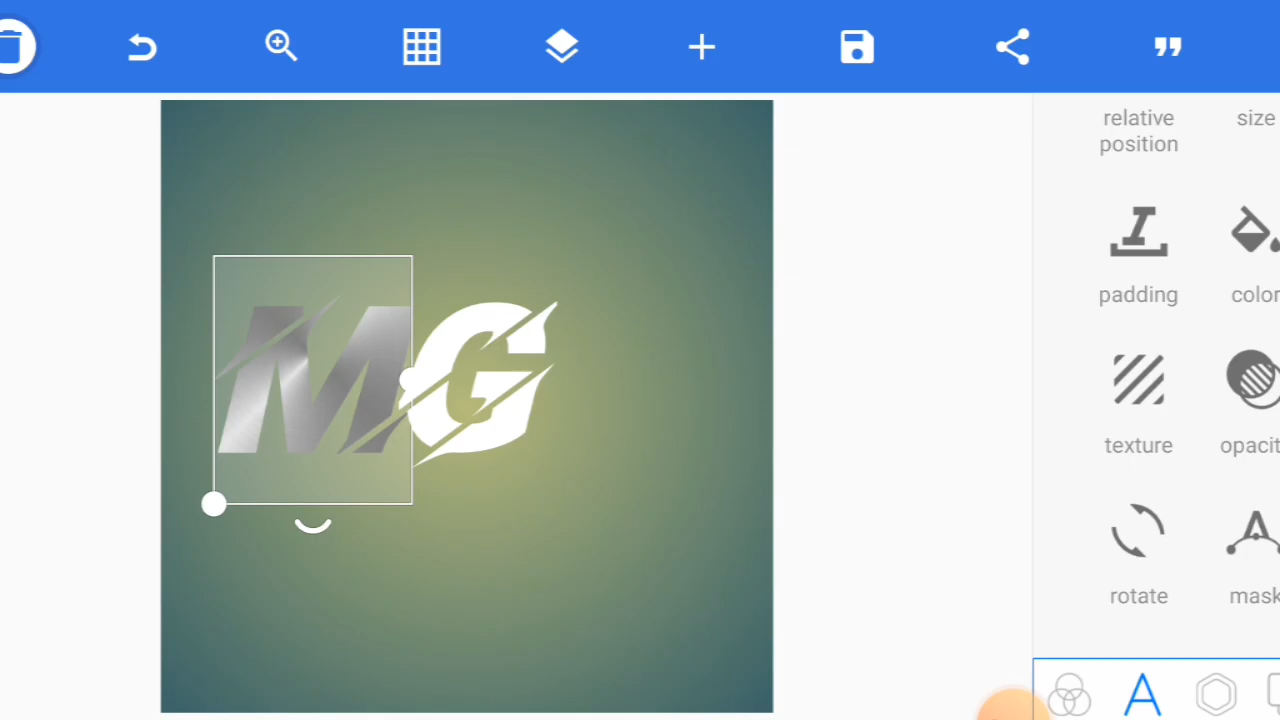 relative
position
size
padding
color
texture
opacit
rotate
mask
MG